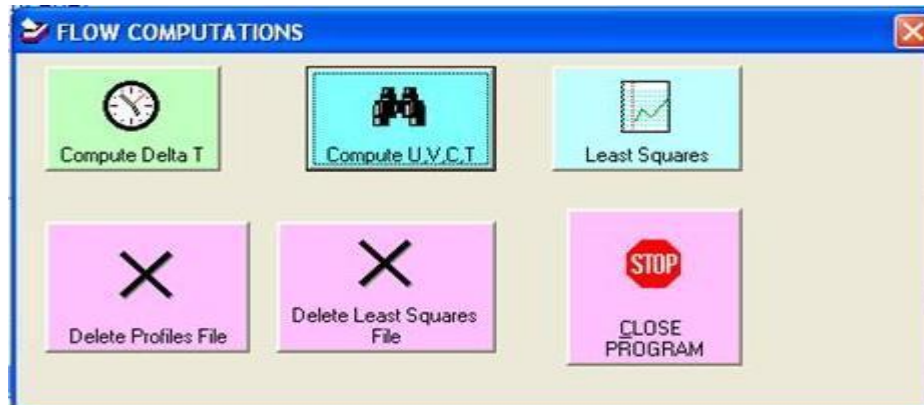 FLOW COMPUTATIONS
Compute Delta T
Compute U,V,C,T
Least Squares
Delete Profiles File
Delete Least Squares
File
STOP
CLOSE
PROGRAM